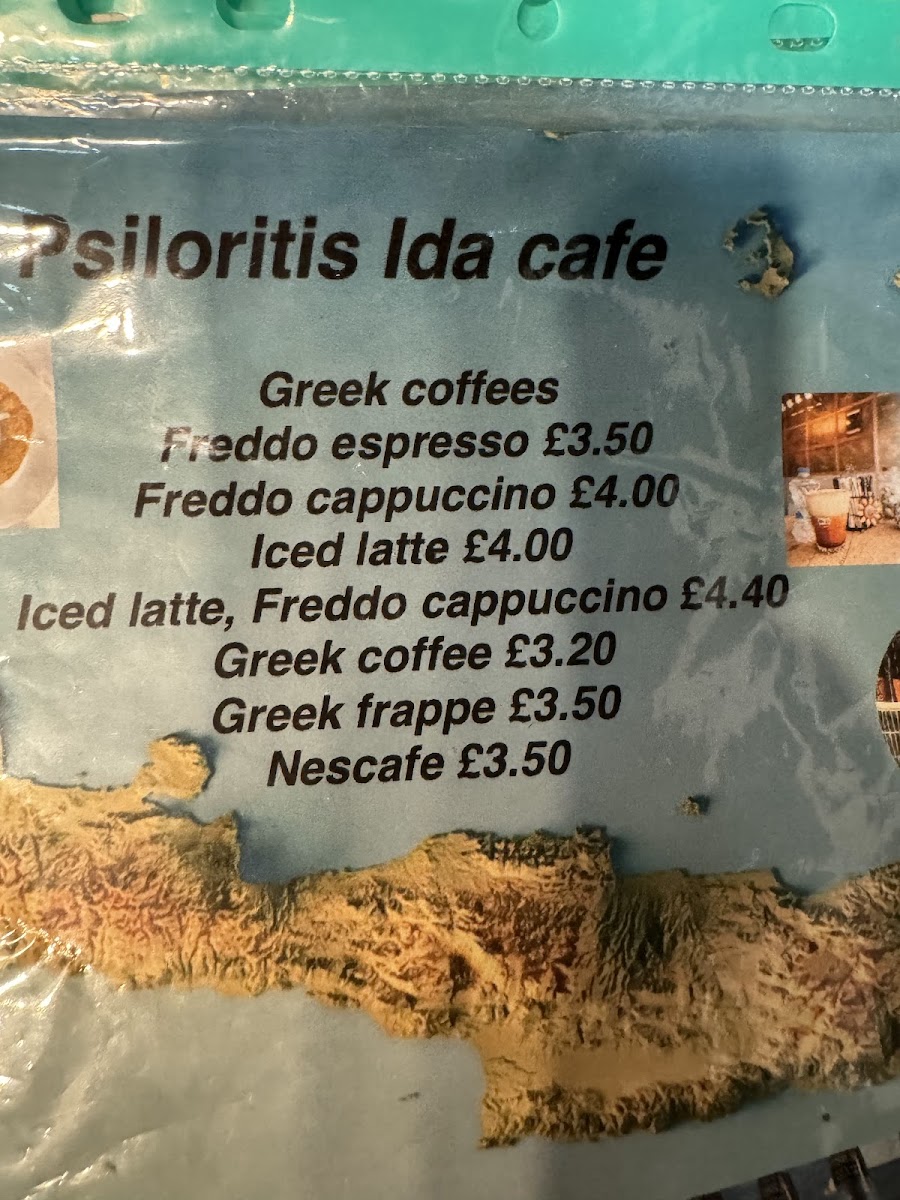 Psiloritis Ida cafe
Greek coffees
Freddo espresso £3.50
Freddo cappuccino £4.00
Iced latte £4.00
Iced latte, Freddo cappuccino £4.40
Greek coffee £3.20
Greek frappe £3.50
Nescafe £3.50